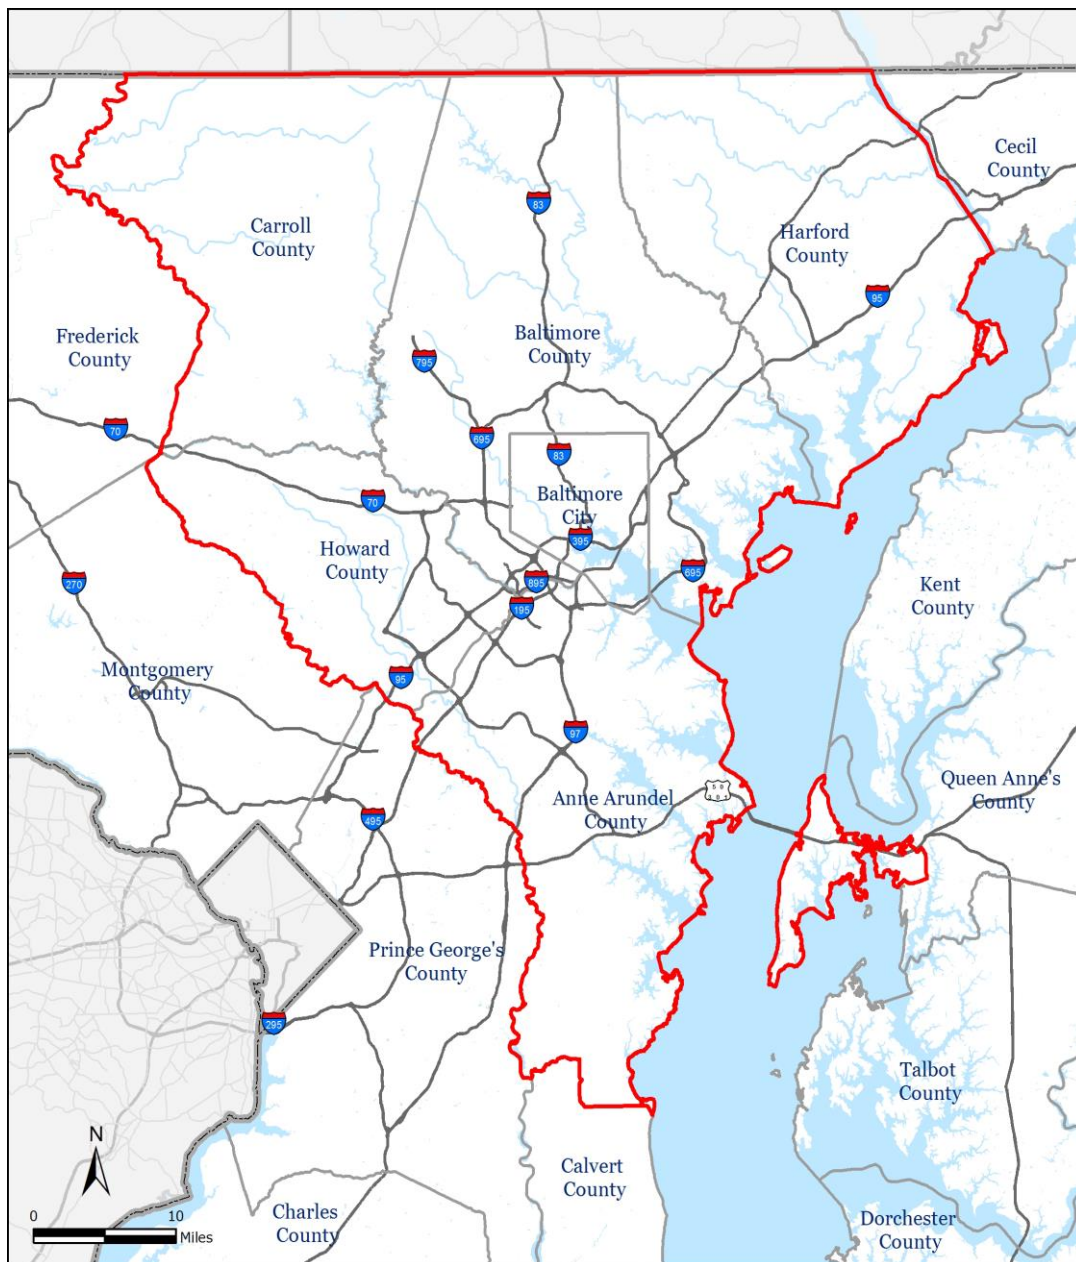 Cecil
County
83
Harford
County
Carroll
County
95
Frederick
County
Baltimore
County
795
70
695
83
70
Baltimore
City
395
Howard
County
270
695
895
Kent
County
195
Montgomery
County
95
97
50
301
Queen Anne's
County
Anne Arundel
County
495
Prince George's
County
295
Talbot
County
N
Calvert
County
0 10
Miles
Charles
County
Dorchester
County